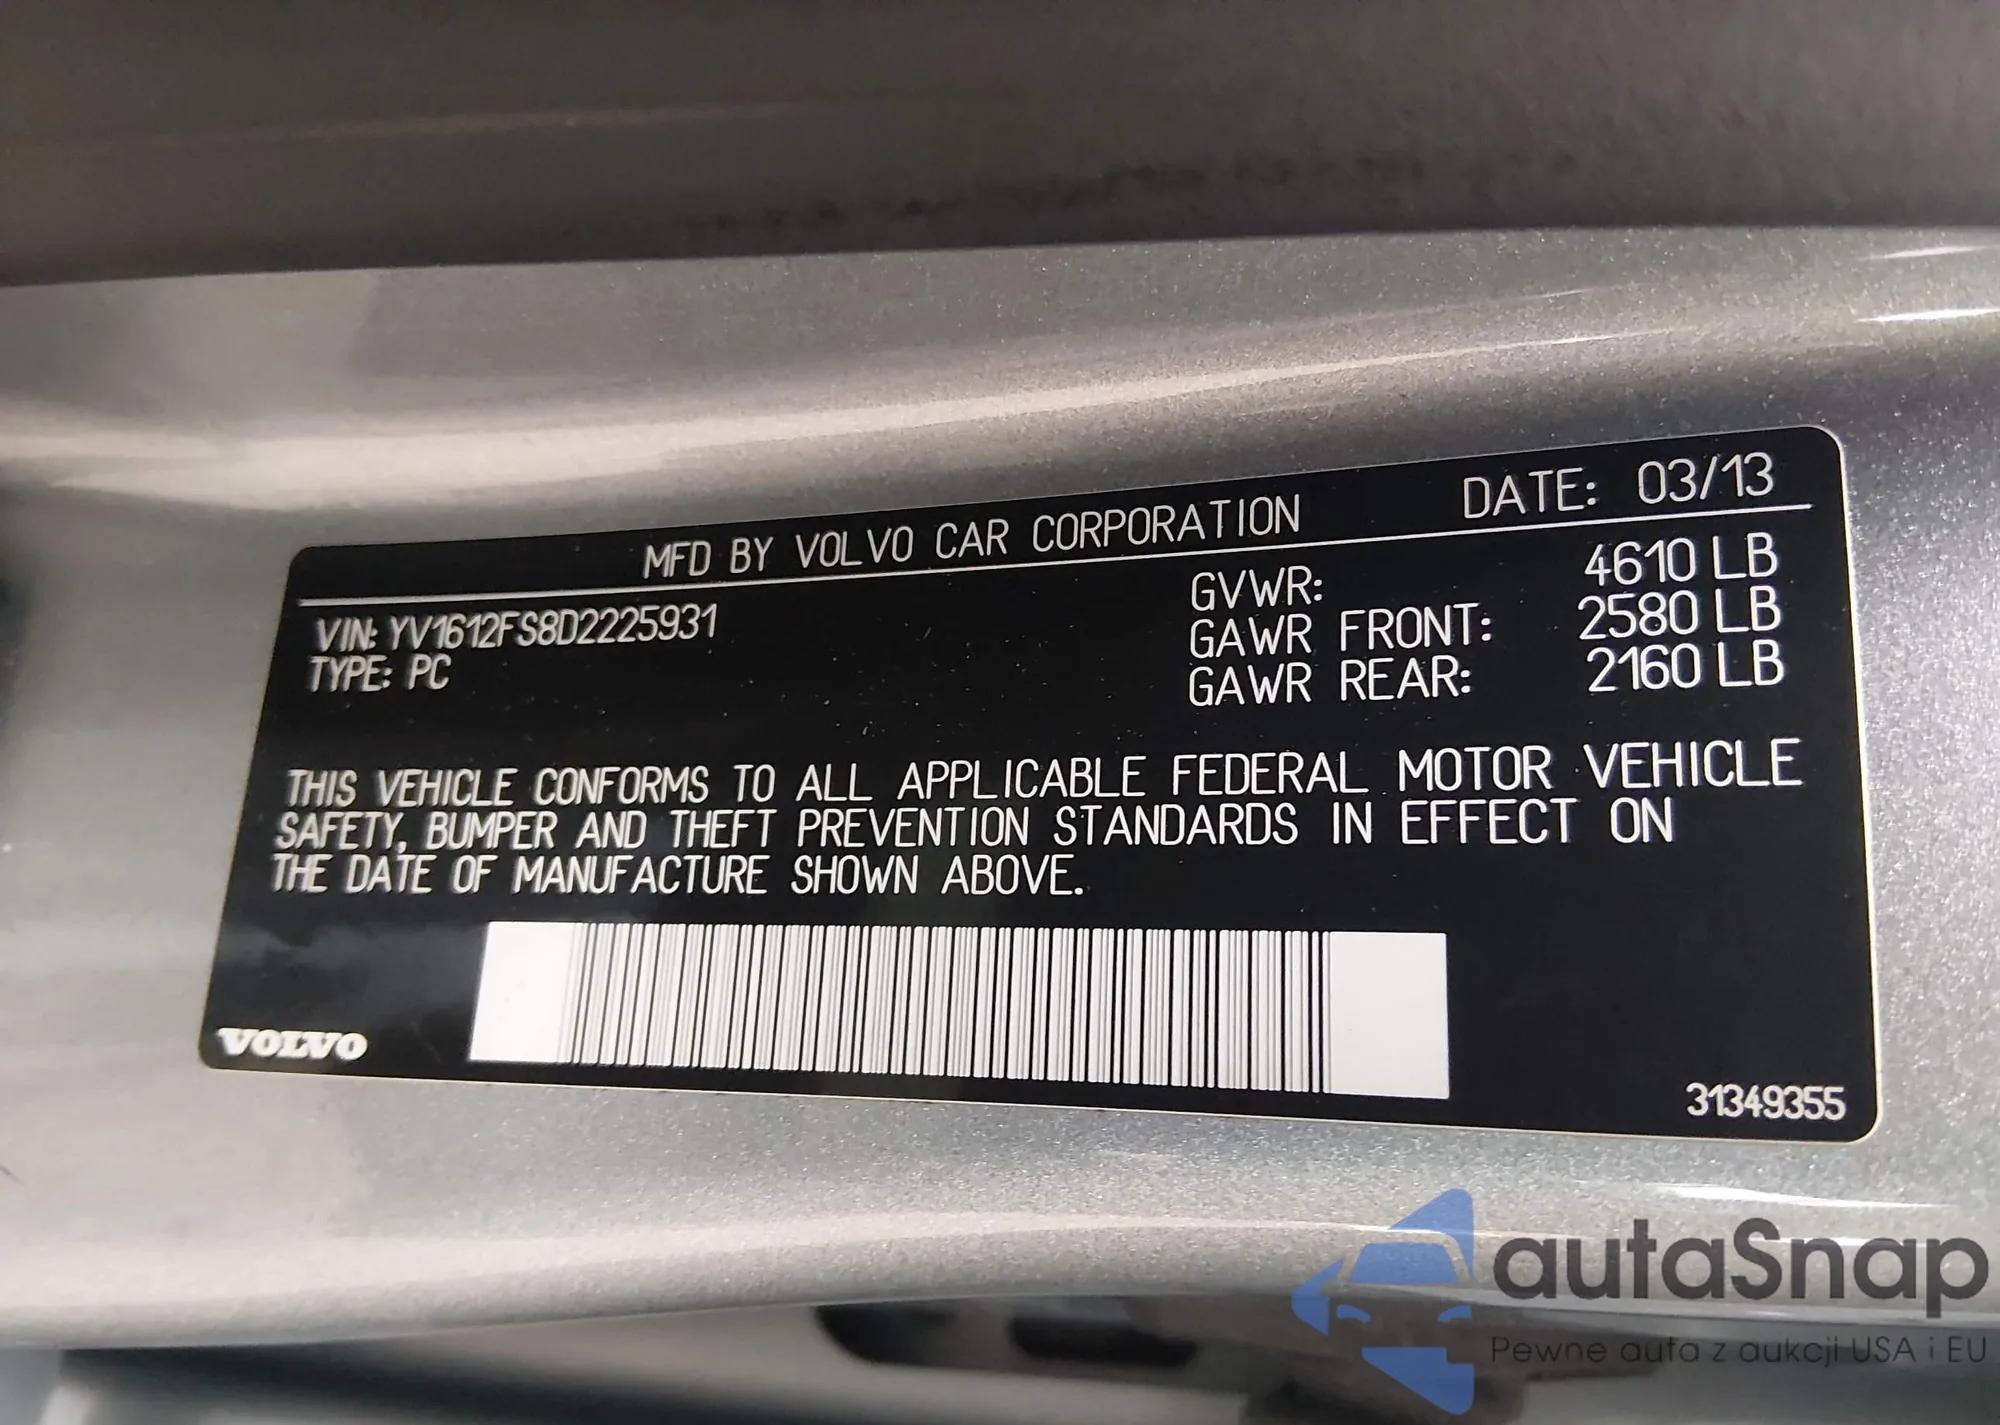 MFD BY VOLVO CAR CORPORATION DATE: 03/13
VIN: YV1612FS8D2225931
TYPE: PC
GVWR: 4610 LB
GAWR FRONT: 2580 LB
GAWR REAR: 2160 LB
THIS VEHICLE CONFORMS TO ALL APPLICABLE FEDERAL MOTOR VEHICLE
SAFETY, BUMPER AND THEFT PREVENTION STANDARDS IN EFFECT ON
THE DATE OF MANUFACTURE SHOWN ABOVE.
VOLVO
31349355
autaSnap
Pewne auta z aukcji USA i EU